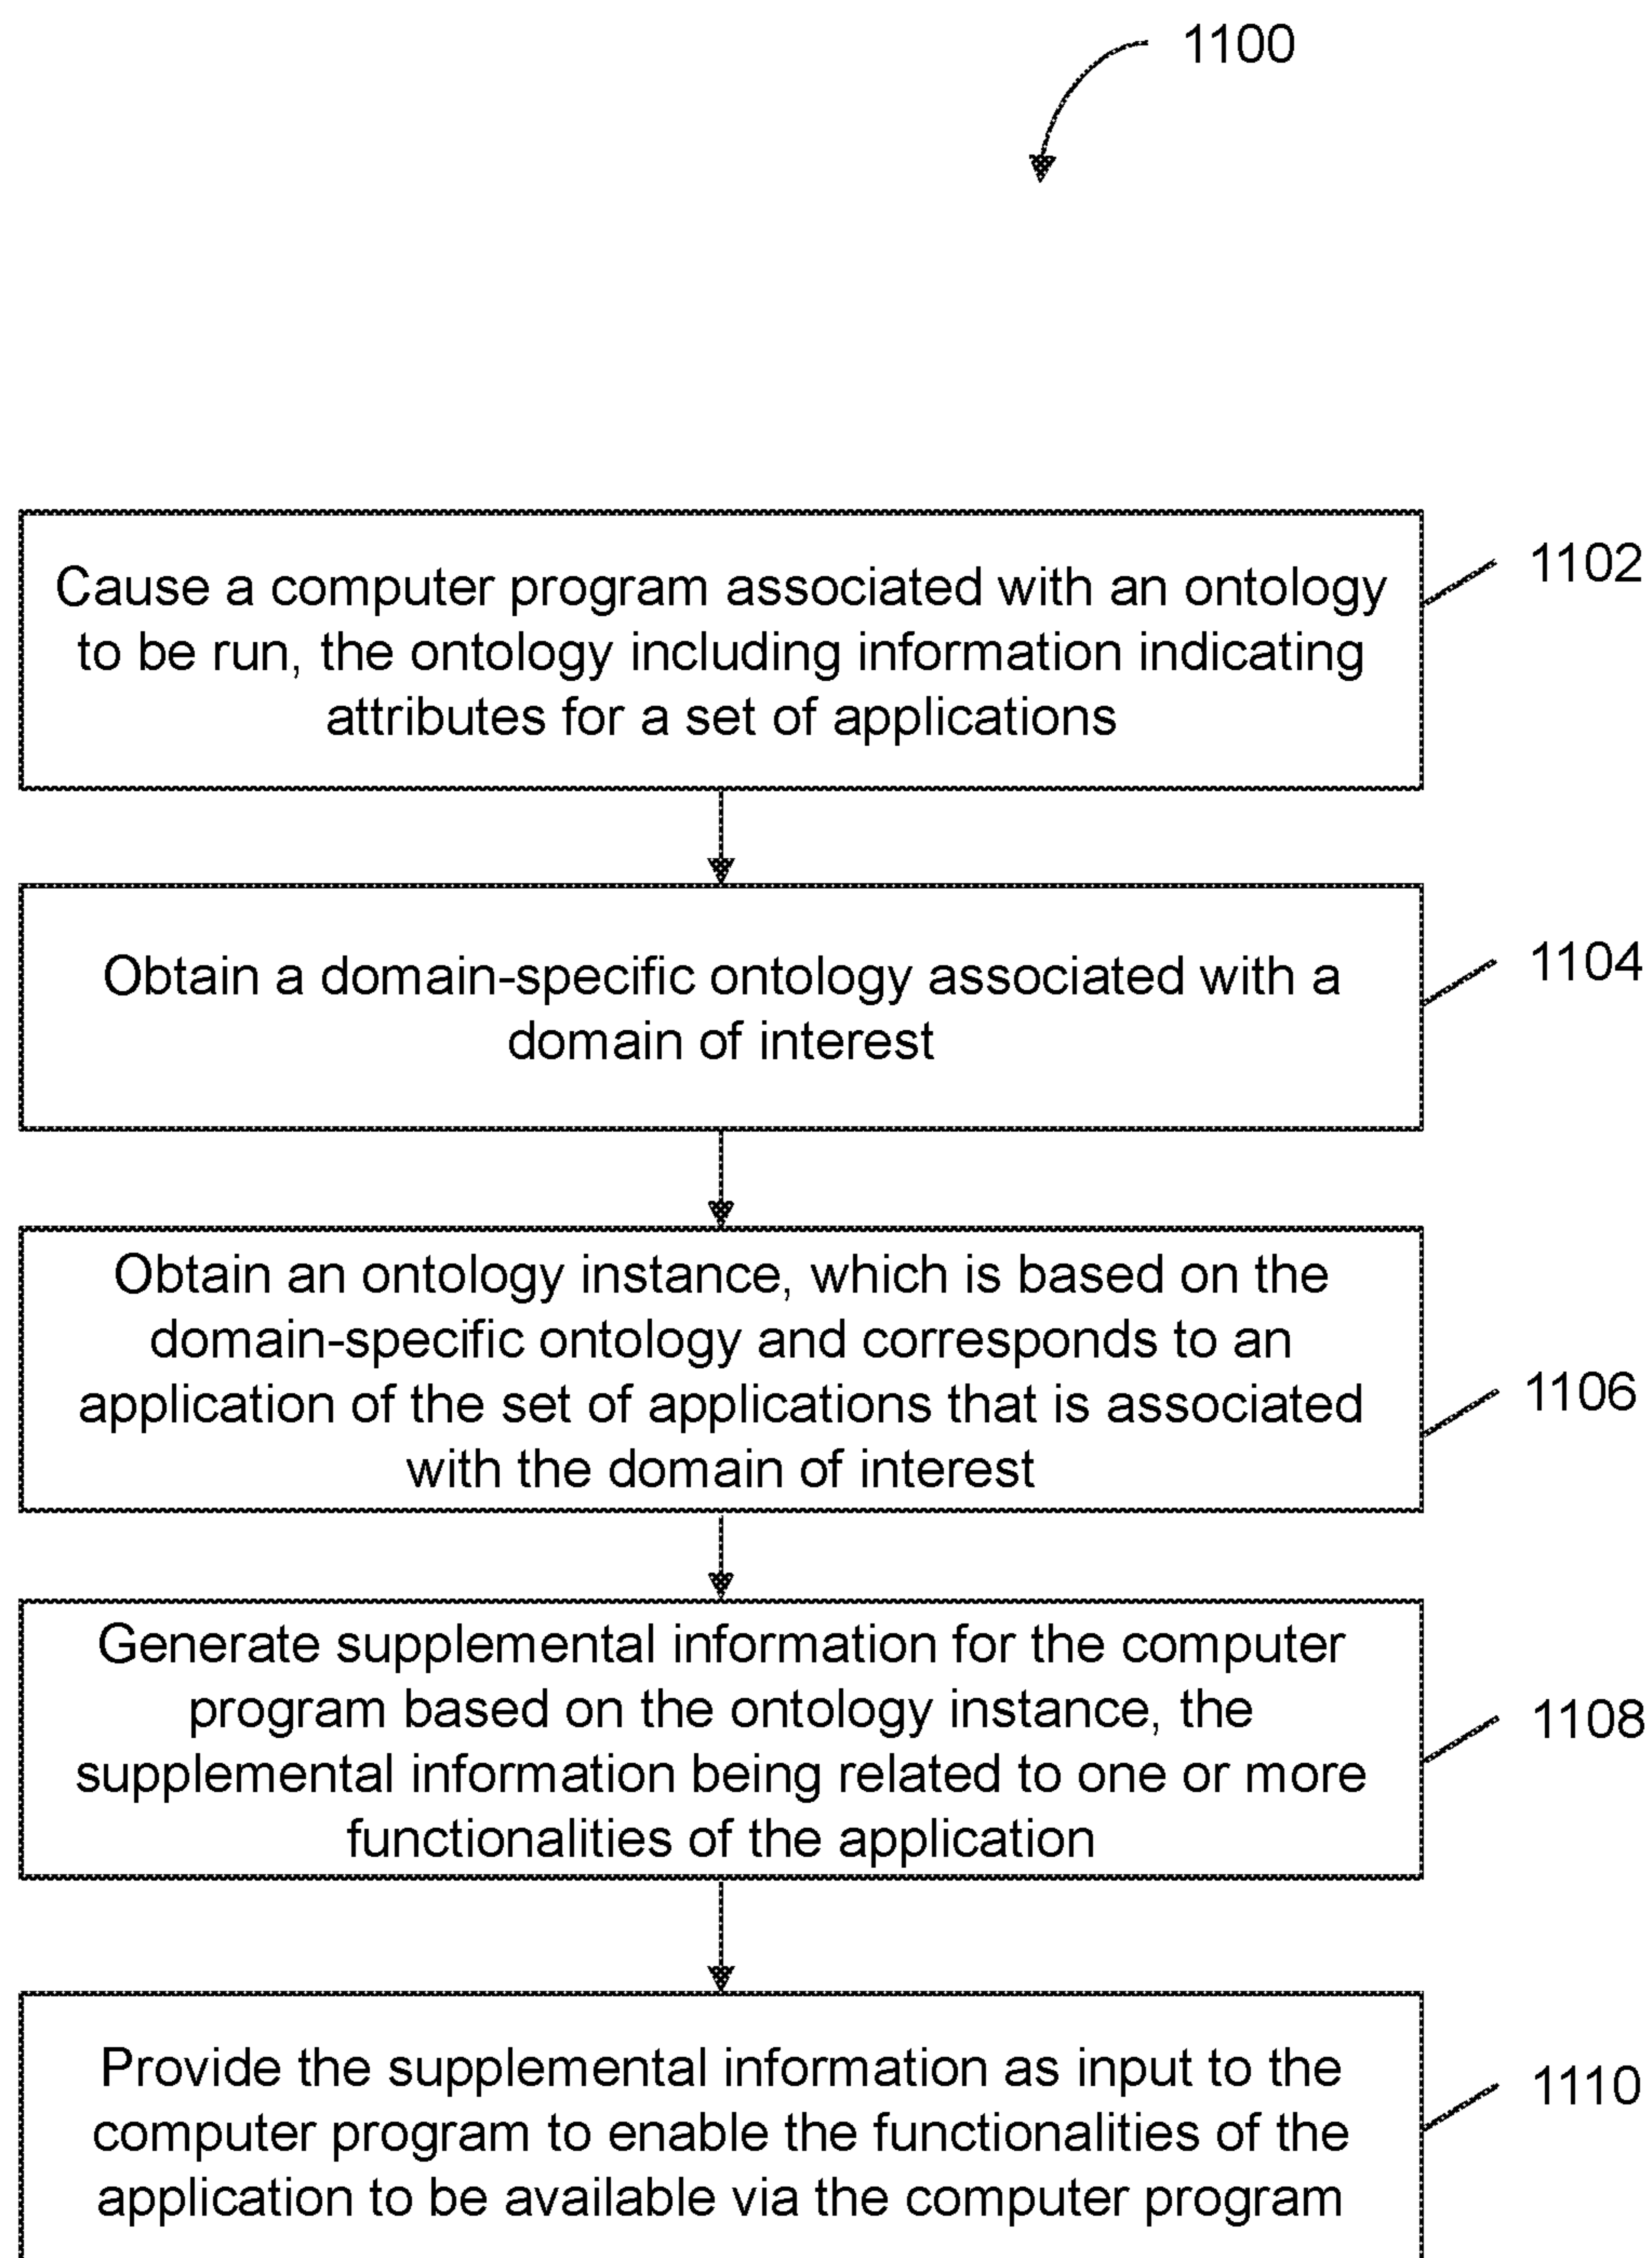 1100
Cause a computer program associated with an ontology
to be run, the ontology including information indicating
attributes for a set of applications
1102
Obtain a domain-specific ontology associated with a
domain of interest
1104
Obtain an ontology instance, which is based on the
domain-specific ontology and corresponds to an
application of the set of applications that is associated
with the domain of interest
1106
Generate supplemental information for the computer
program based on the ontology instance, the
supplemental information being related to one or more
functionalities of the application
1108
Provide the supplemental information as input to the
computer program to enable the functionalities of the
application to be available via the computer program
1110